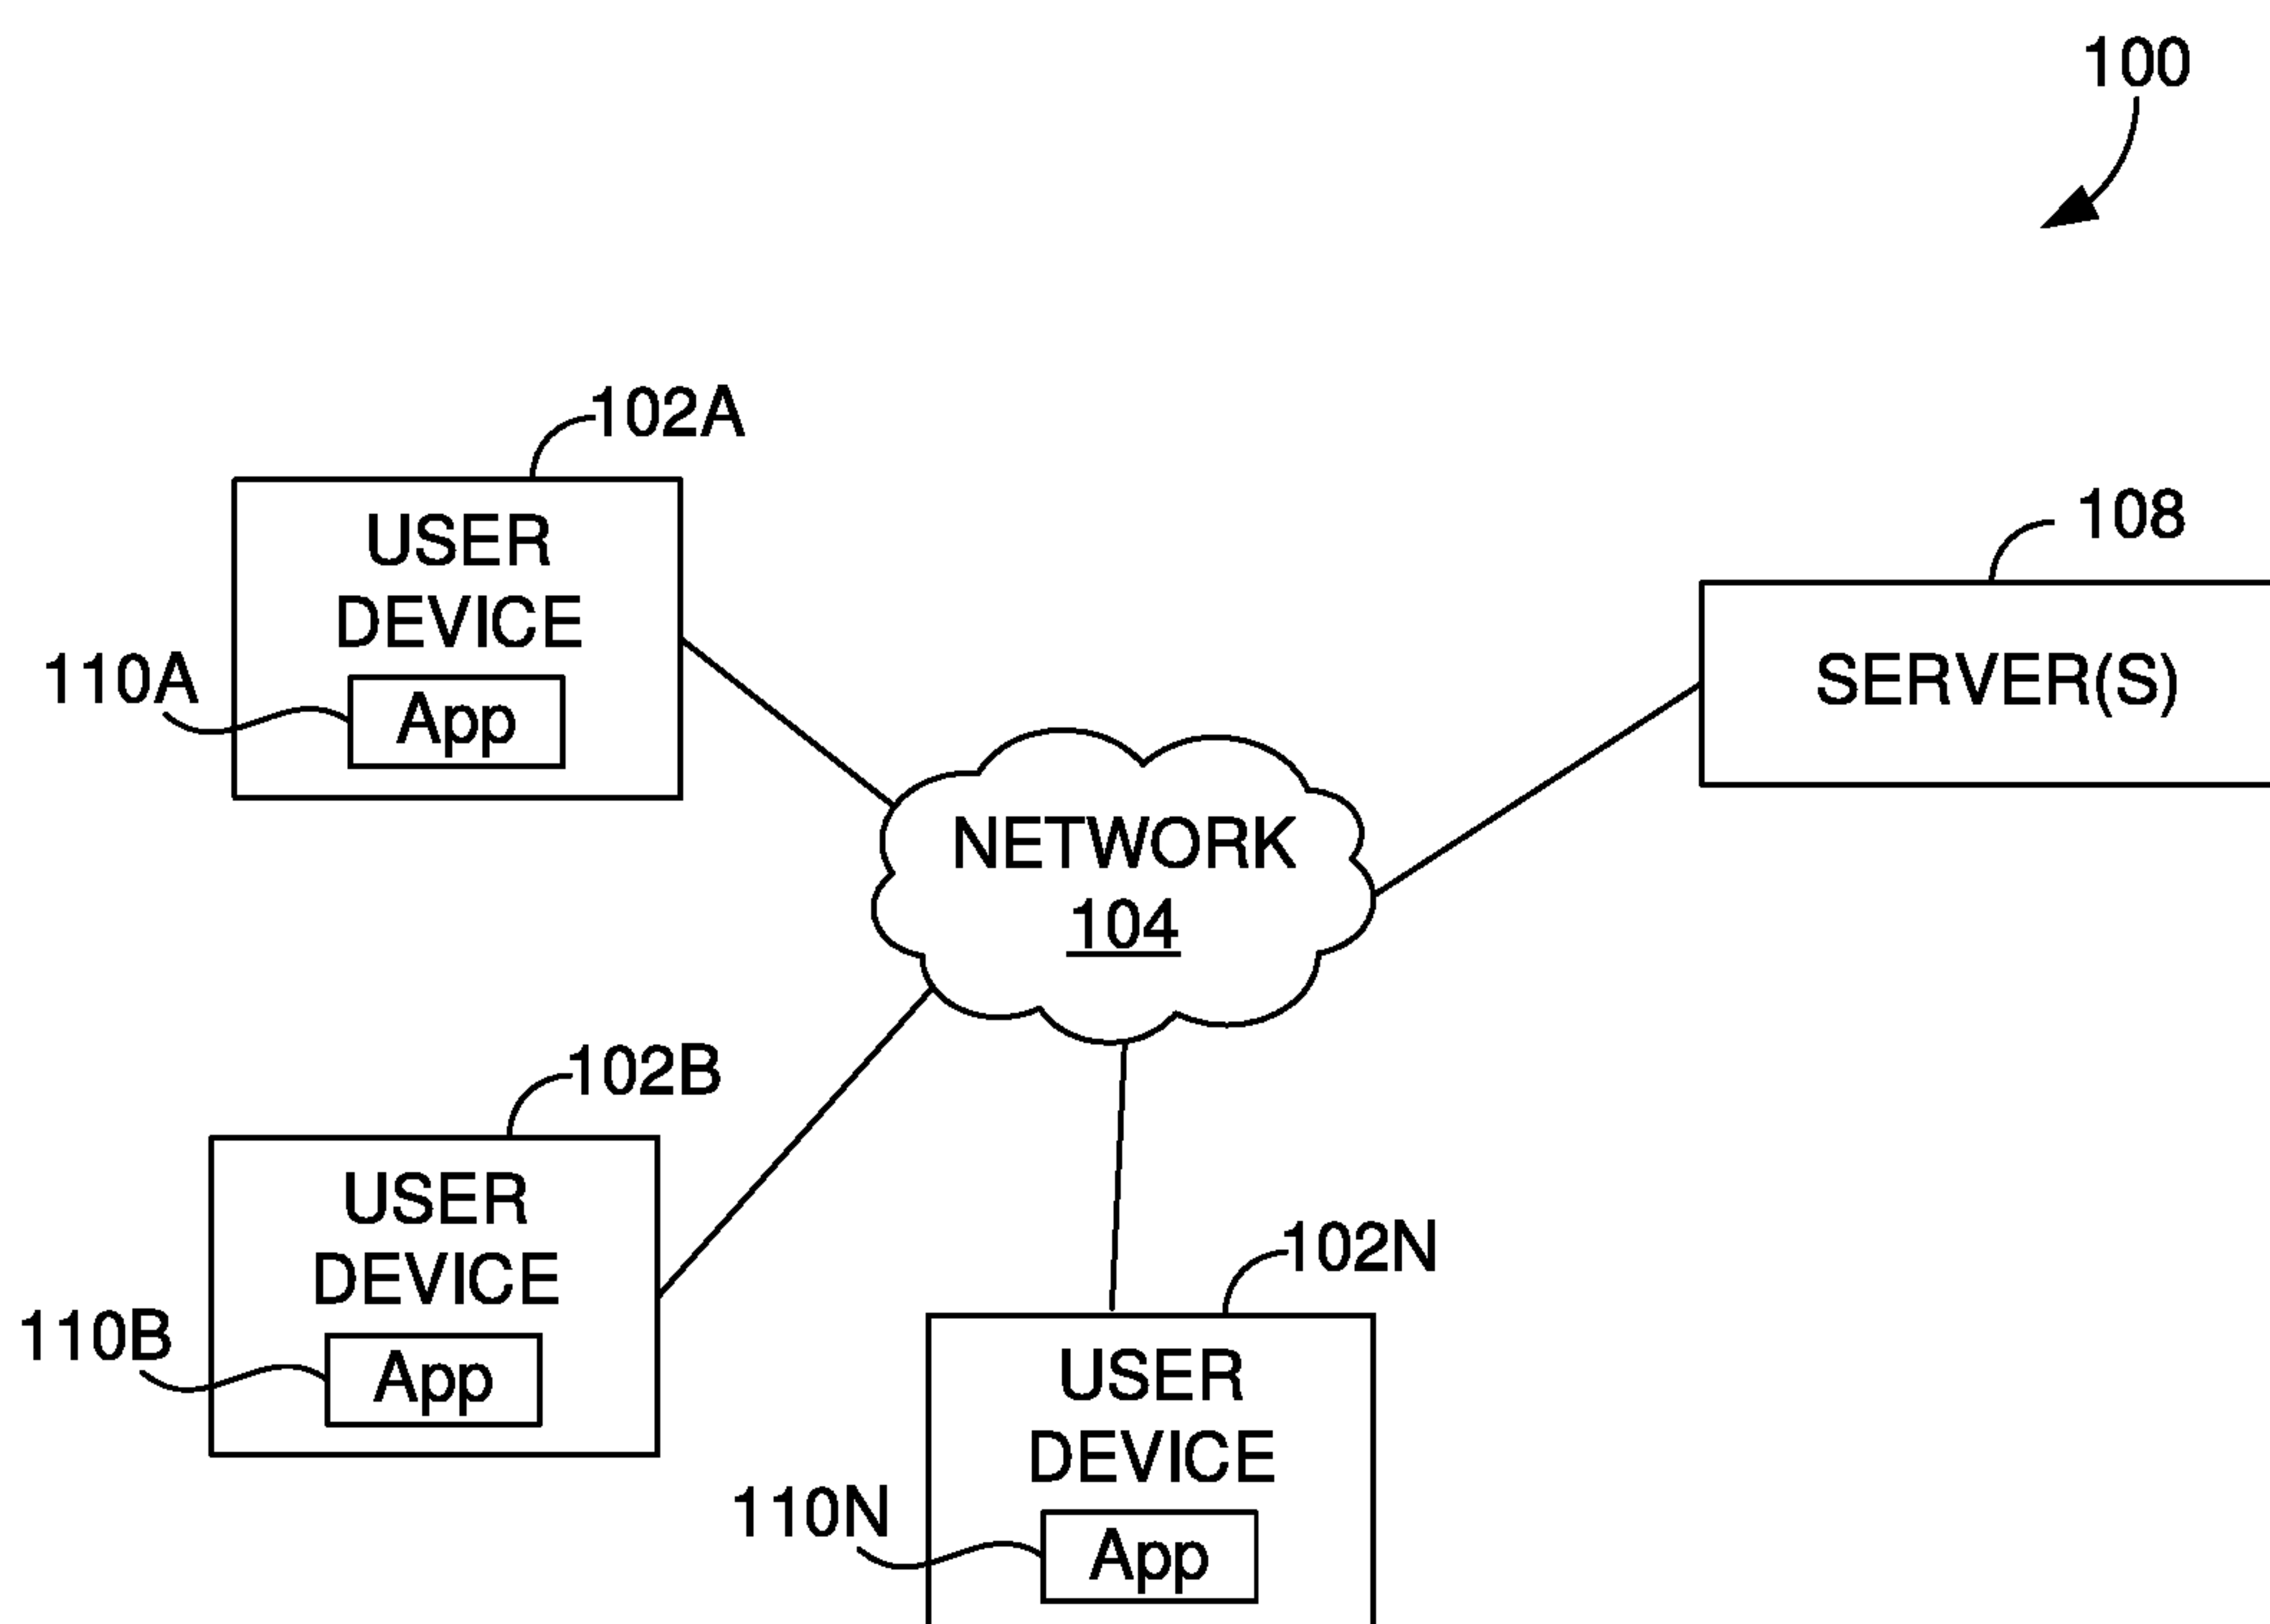 100
102A
USER
DEVICE
110A
App
108
SERVER(S)
NETWORK
104
102B
USER
DEVICE
110B
App
102N
USER
DEVICE
110N
App